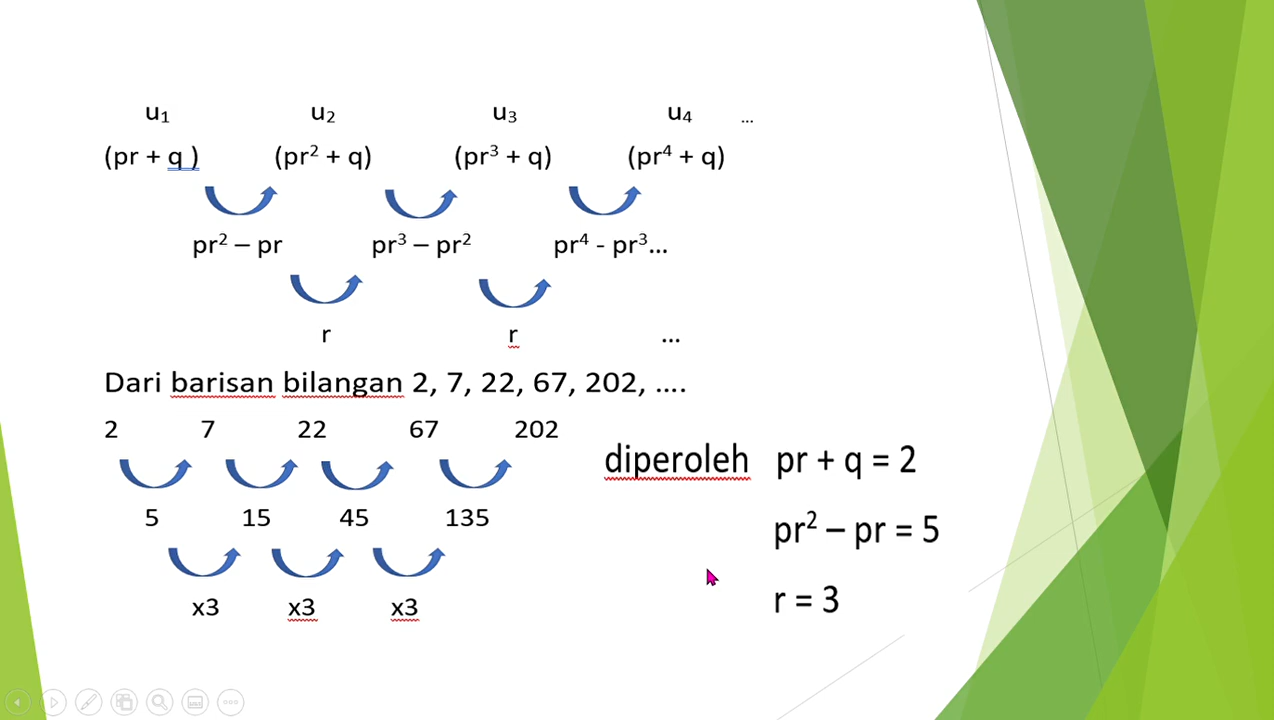 u₁ u₂ u₃ u₄ ...
(pr + q ) (pr² + q) (pr³ + q) (pr⁴ + q)
pr² – pr pr³ – pr² pr⁴ - pr³...
r r ...
Dari barisan bilangan 2, 7, 22, 67, 202, ....
2 7 22 67 202
5 15 45 135
x3 x3 x3
diperoleh pr + q = 2
pr² – pr = 5
r = 3